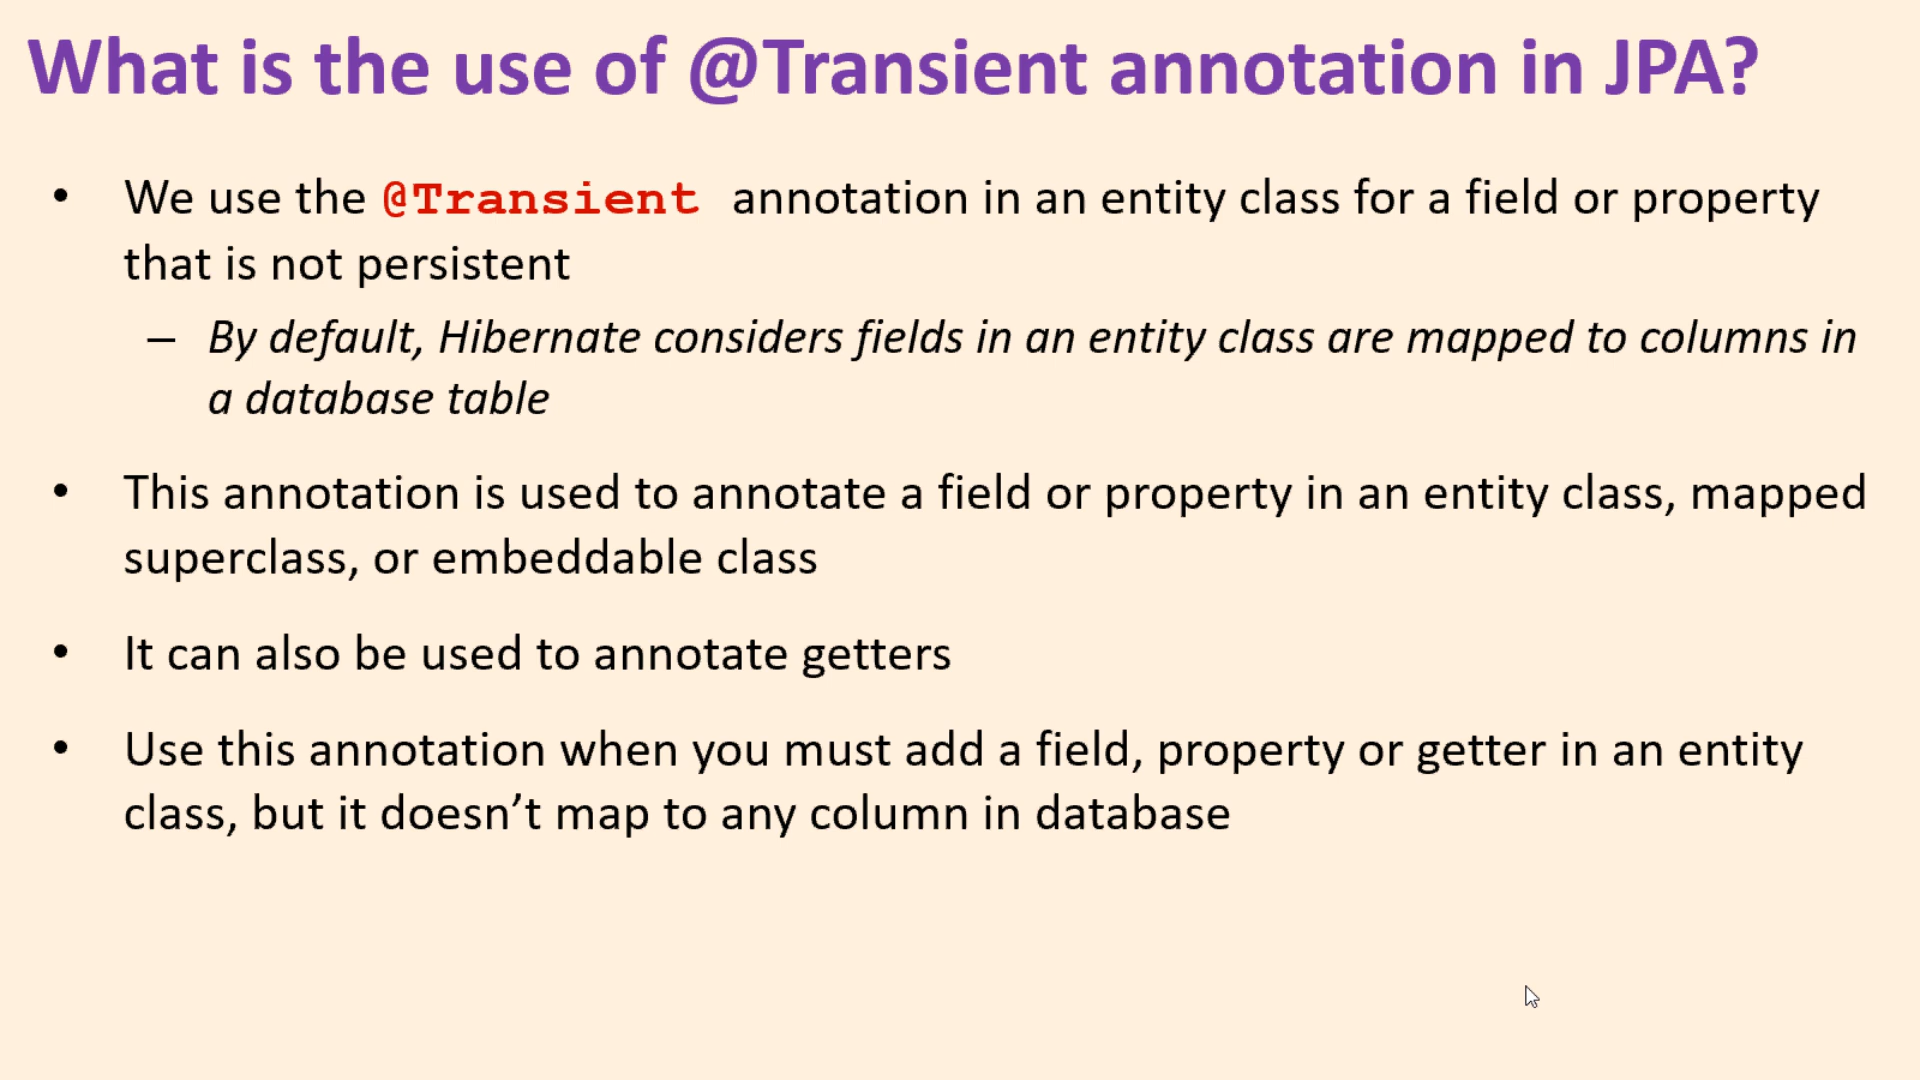 What is the use of @Transient annotation in JPA?
• We use the @Transient annotation in an entity class for a field or property
that is not persistent
– By default, Hibernate considers fields in an entity class are mapped to columns in
a database table
• This annotation is used to annotate a field or property in an entity class, mapped
superclass, or embeddable class
• It can also be used to annotate getters
• Use this annotation when you must add a field, property or getter in an entity
class, but it doesn’t map to any column in database